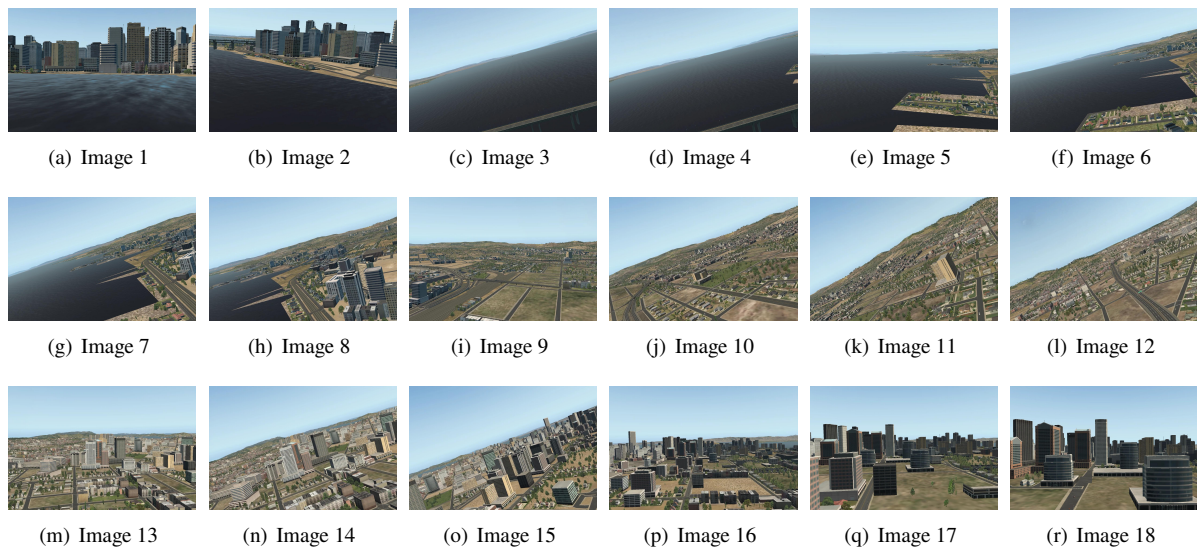 (a) Image 1
(b) Image 2
(c) Image 3
(d) Image 4
(e) Image 5
(f) Image 6
(g) Image 7
(h) Image 8
(i) Image 9
(j) Image 10
(k) Image 11
(l) Image 12
(m) Image 13
(n) Image 14
(o) Image 15
(p) Image 16
(q) Image 17
(r) Image 18